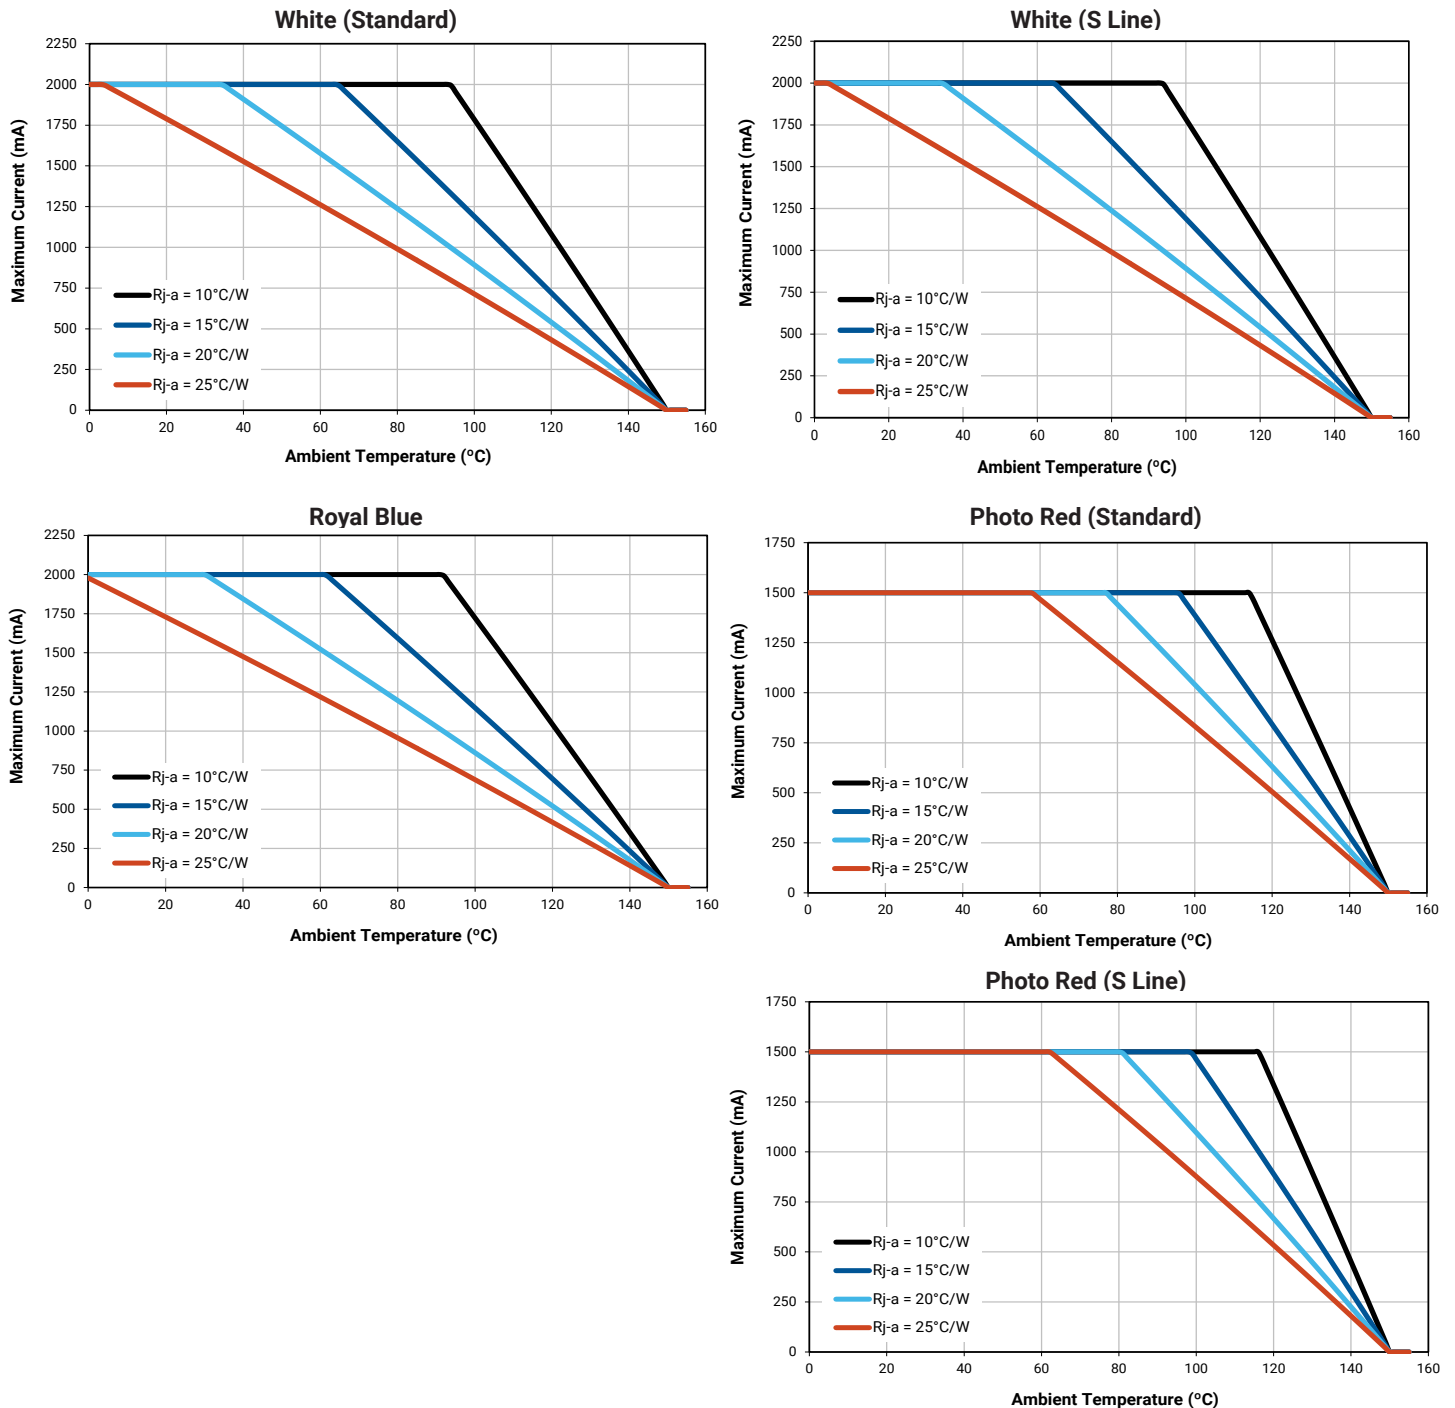 White (Standard)
2250
2000
1750
1500
1250
1000
750
500
250
0
Maximum Current (mA)
Rj-a = 10°C/W
Rj-a = 15°C/W
Rj-a = 20°C/W
Rj-a = 25°C/W
0 20 40 60 80 100 120 140 160
Ambient Temperature (ºC)
White (S Line)
2250
2000
1750
1500
1250
1000
750
500
250
0
Maximum Current (mA)
Rj-a = 10°C/W
Rj-a = 15°C/W
Rj-a = 20°C/W
Rj-a = 25°C/W
0 20 40 60 80 100 120 140 160
Ambient Temperature (ºC)
Royal Blue
2250
2000
1750
1500
1250
1000
750
500
250
0
Maximum Current (mA)
Rj-a = 10°C/W
Rj-a = 15°C/W
Rj-a = 20°C/W
Rj-a = 25°C/W
0 20 40 60 80 100 120 140 160
Ambient Temperature (ºC)
Photo Red (Standard)
1750
1500
1250
1000
750
500
250
0
Maximum Current (mA)
Rj-a = 10°C/W
Rj-a = 15°C/W
Rj-a = 20°C/W
Rj-a = 25°C/W
0 20 40 60 80 100 120 140 160
Ambient Temperature (ºC)
Photo Red (S Line)
1750
1500
1250
1000
750
500
250
0
Maximum Current (mA)
Rj-a = 10°C/W
Rj-a = 15°C/W
Rj-a = 20°C/W
Rj-a = 25°C/W
0 20 40 60 80 100 120 140 160
Ambient Temperature (ºC)